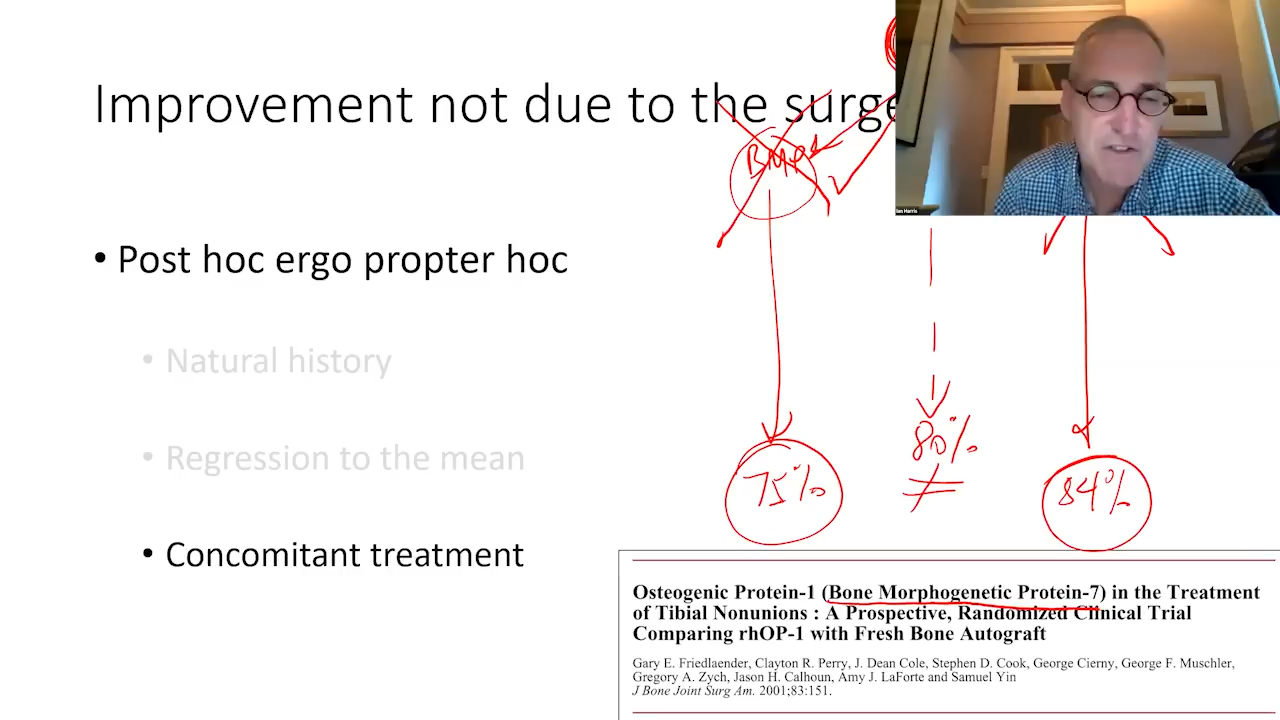 Improvement not due to the surge
• Post hoc ergo propter hoc
• Natural history
• Regression to the mean
• Concomitant treatment
BMP
75%
80%
≠
84%
Ian Harris
Osteogenic Protein-1 (Bone Morphogenetic Protein-7) in the Treatment
of Tibial Nonunions : A Prospective, Randomized Clinical Trial
Comparing rhOP-1 with Fresh Bone Autograft
Gary E. Friedlaender, Clayton R. Perry, J. Dean Cole, Stephen D. Cook, George Cierny, George F. Muschler,
Gregory A. Zych, Jason H. Calhoun, Amy J. LaForte and Samuel Yin
J Bone Joint Surg Am. 2001;83:151.